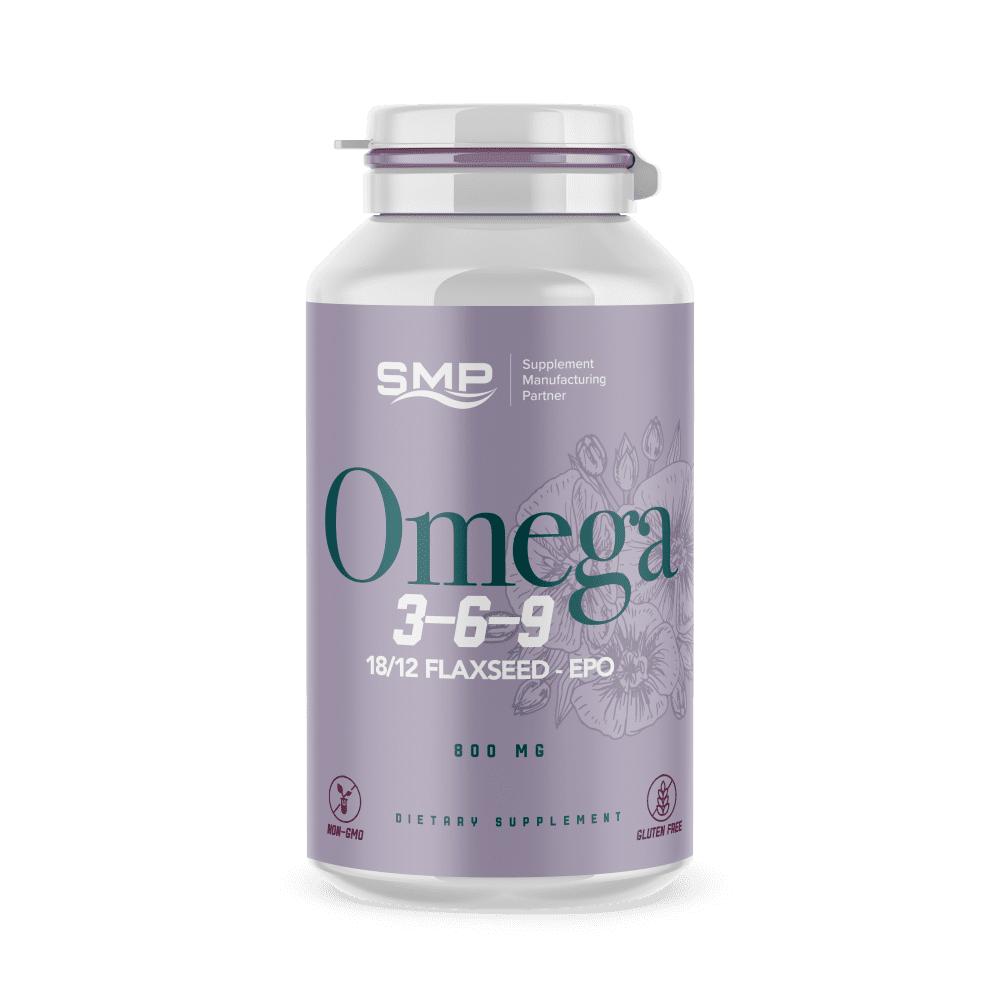 SMP
Supplement
Manufacturing
Partner
Omega
3-6-9
18/12 FLAXSEED - EPO
800 MG
DIETARY SUPPLEMENT
NON-GMO
GLUTEN FREE